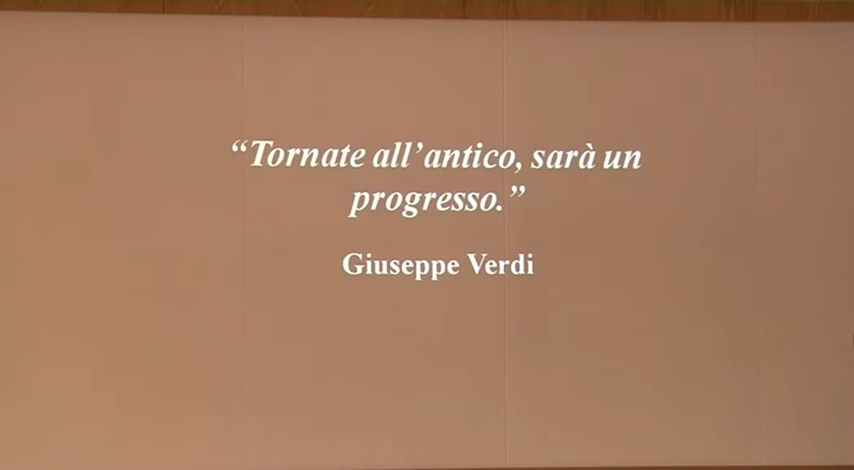 “Tornate all’antico, sarà un
progresso.”
Giuseppe Verdi